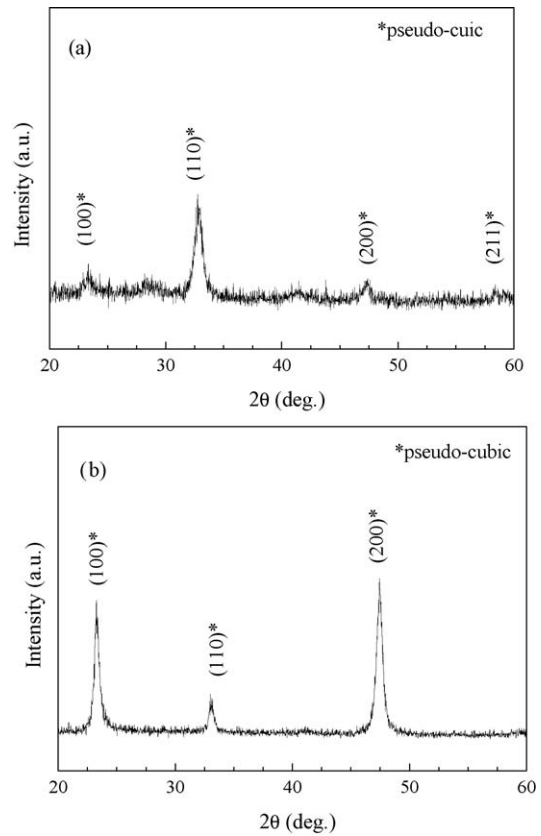 (a)
*pseudo-cuic
(100)*
(110)*
(200)*
(211)*
Intensity (a.u.)
20 30 40 50 60
2θ (deg.)
(b)
*pseudo-cubic
(100)*
(110)*
(200)*
Intensity (a.u.)
20 30 40 50 60
2θ (deg.)